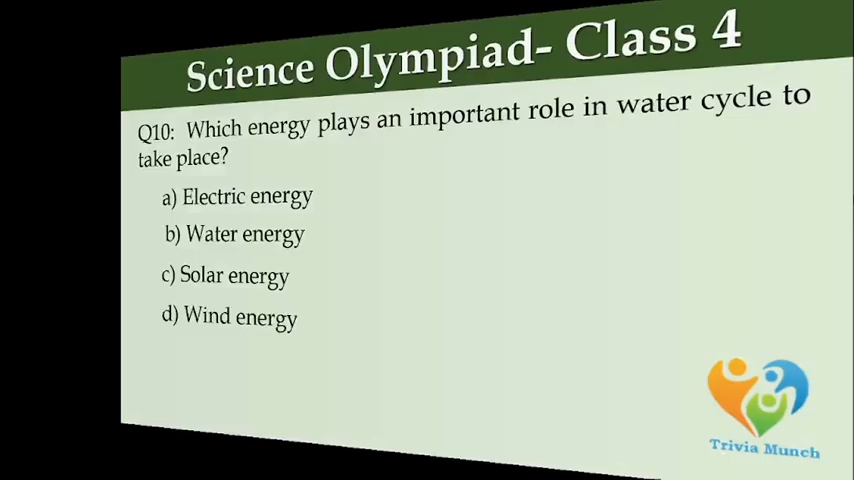 Science Olympiad- Class 4
Q10: Which energy plays an important role in water cycle to
take place?
a) Electric energy
b) Water energy
c) Solar energy
d) Wind energy
Trivia Munch